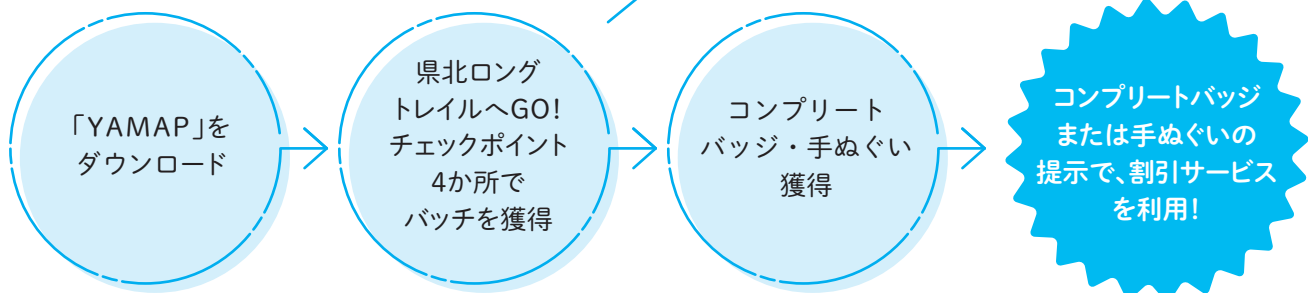 「YAMAP」を
ダウンロード
県北ロング
トレイルへGO!
チェックポイント
4か所で
バッチを獲得
コンプリート
バッジ・手ぬぐい
獲得
コンプリートバッジ
または手ぬぐいの
提示で、割引サービス
を利用!